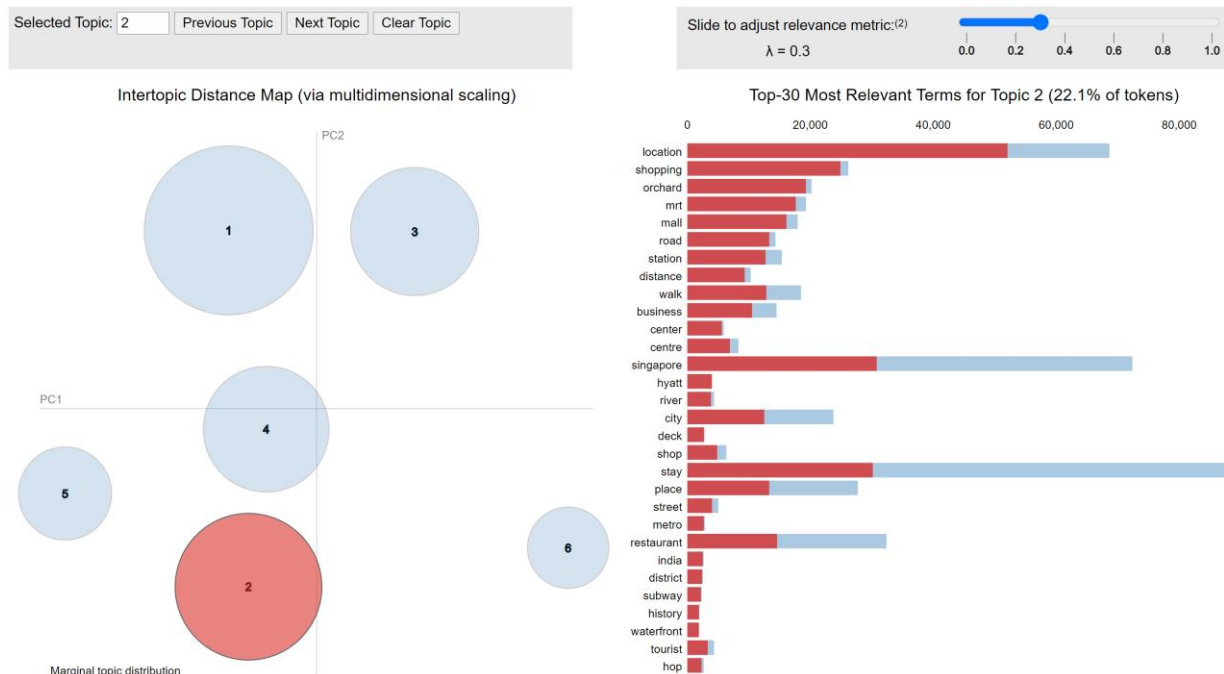 Selected Topic: 2 Previous Topic Next Topic Clear Topic
Slide to adjust relevance metric:(2)
λ = 0.3
0.0 0.2 0.4 0.6 0.8 1.0
Intertopic Distance Map (via multidimensional scaling)
PC2
PC1
1
3
4
5
2
6
Marginal topic distribution
Top-30 Most Relevant Terms for Topic 2 (22.1% of tokens)
0 20,000 40,000 60,000 80,000
location
shopping
orchard
mrt
mall
road
station
distance
walk
business
center
centre
singapore
hyatt
river
city
deck
shop
stay
place
street
metro
restaurant
india
district
subway
history
waterfront
tourist
hop